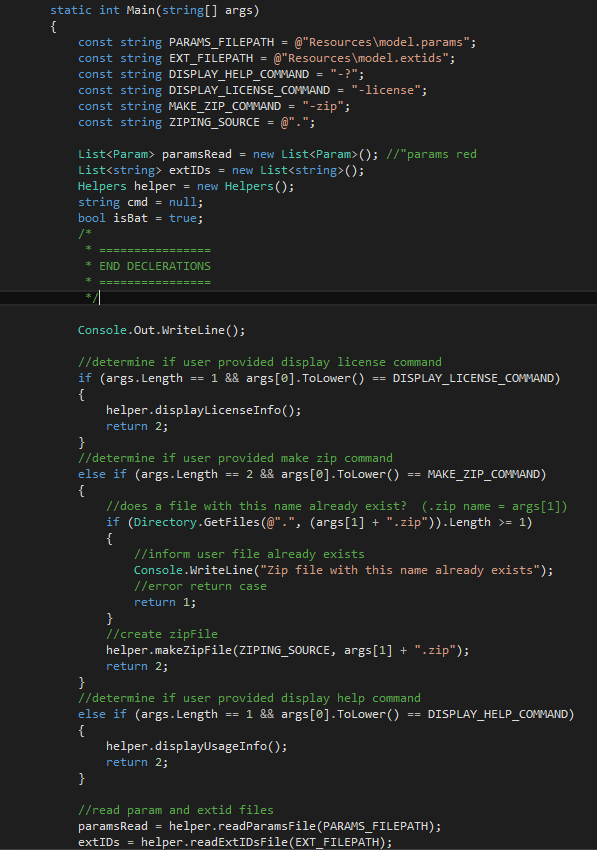 static int Main(string[] args)
{
    const string PARAMS_FILEPATH = @"Resources\model.params";
    const string EXT_FILEPATH = @"Resources\model.extids";
    const string DISPLAY_HELP_COMMAND = "-?";
    const string DISPLAY_LICENSE_COMMAND = "-license";
    const string MAKE_ZIP_COMMAND = "-zip";
    const string ZIPING_SOURCE = @".";

    List<Param> paramsRead = new List<Param>(); //"params red
    List<string> extIDs = new List<string>();
    Helpers helper = new Helpers();
    string cmd = null;
    bool isBat = true;
    /*
     * ================
     * END DECLERATIONS
     * ================
     */

    Console.Out.WriteLine();

    //determine if user provided display license command
    if (args.Length == 1 && args[0].ToLower() == DISPLAY_LICENSE_COMMAND)
    {
        helper.displayLicenseInfo();
        return 2;
    }
    //determine if user provided make zip command
    else if (args.Length == 2 && args[0].ToLower() == MAKE_ZIP_COMMAND)
    {
        //does a file with this name already exist?  (.zip name = args[1])
        if (Directory.GetFiles(@".", (args[1] + ".zip")).Length >= 1)
        {
            //inform user file already exists
            Console.WriteLine("Zip file with this name already exists");
            //error return case
            return 1;
        }
        //create zipFile
        helper.makeZipFile(ZIPING_SOURCE, args[1] + ".zip");
        return 2;
    }
    //determine if user provided display help command
    else if (args.Length == 1 && args[0].ToLower() == DISPLAY_HELP_COMMAND)
    {
        helper.displayUsageInfo();
        return 2;
    }

    //read param and extid files
    paramsRead = helper.readParamsFile(PARAMS_FILEPATH);
    extIDs = helper.readExtIDsFile(EXT_FILEPATH);